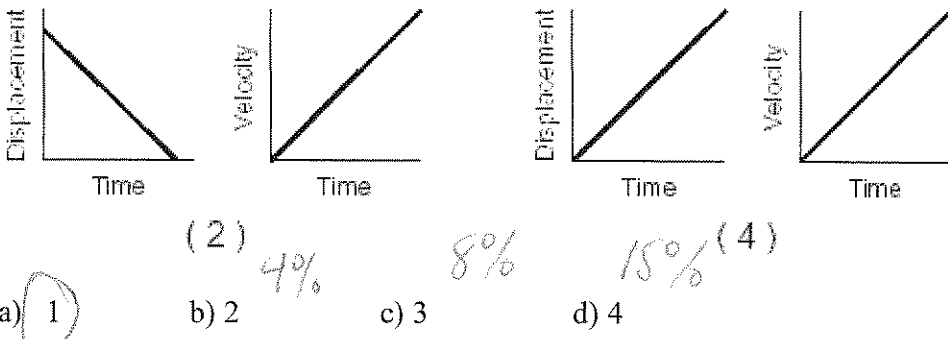 Displacement Velocity Displacement Velocity
Time Time Time Time
(2) (4)
4% 8% 15%
a) 1 b) 2 c) 3 d) 4